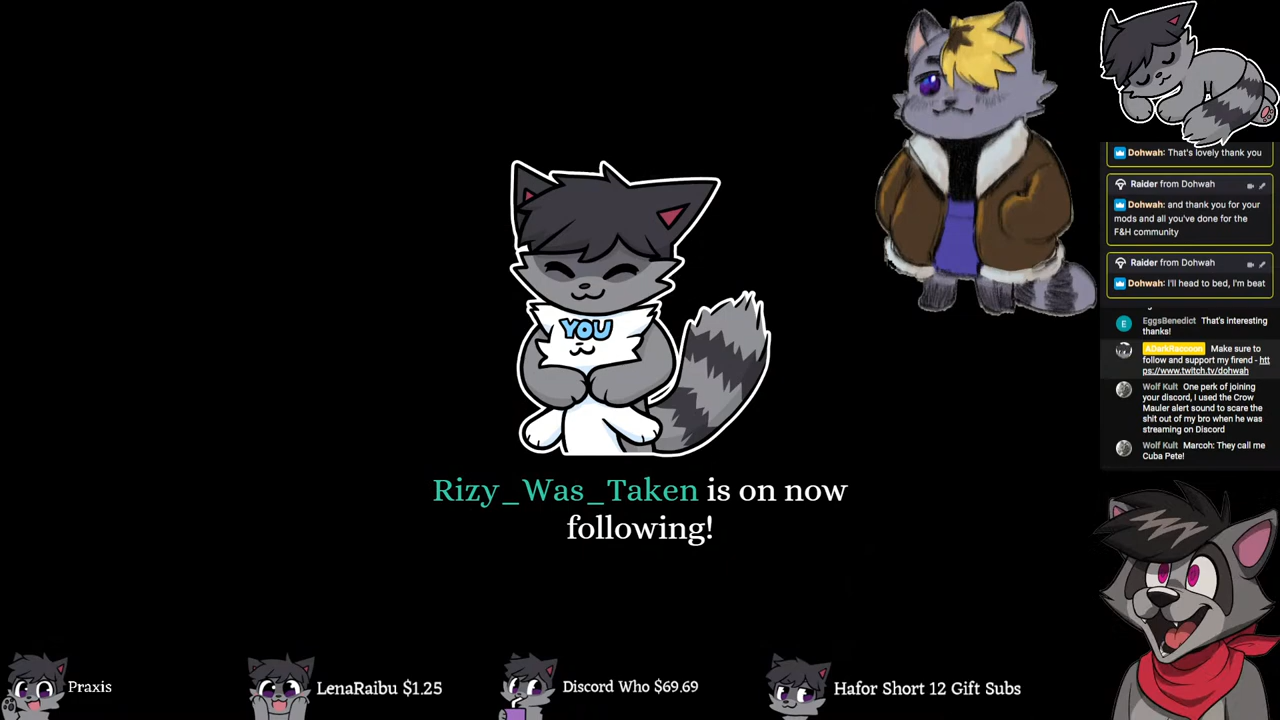 Dohwah: That's lovely thank you
Raider from Dohwah
Dohwah: and thank you for your
mods and all you've done for the
F&H community
Raider from Dohwah
Dohwah: I'll head to bed, I'm beat
EggsBenedict That's interesting
thanks!
ADarkRaccoon Make sure to
follow and support my firend - htt
ps://www.twitch.tv/dohwah
Wolf Kult One perk of joining
your discord, I used the Crow
Mauler alert sound to scare the
shit out of my bro when he was
streaming on Discord
Wolf Kult Marcoh: They call me
Cuba Pete!
YOU
Rizy_Was_Taken is on now
following!
Praxis
LenaRaibu $1.25
Discord Who $69.69
Hafor Short 12 Gift Subs